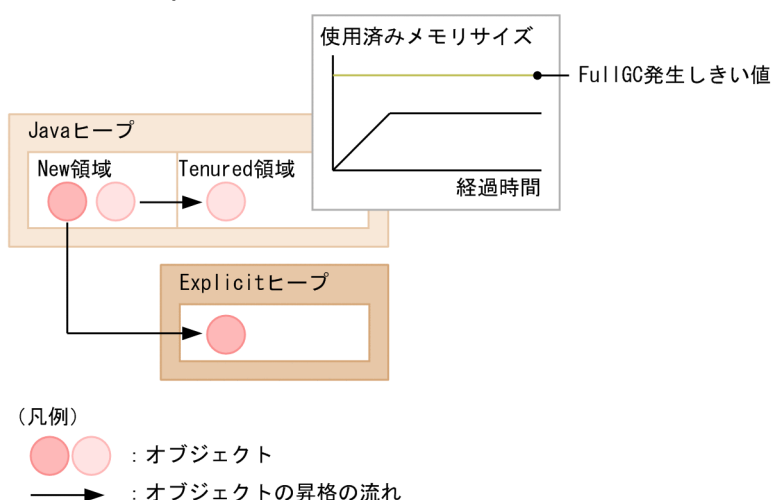 使用済みメモリサイズ
FullGC発生しきい値
経過時間
Javaヒープ
New領域
Tenured領域
Explicitヒープ
(凡例)
:オブジェクト
:オブジェクトの昇格の流れ